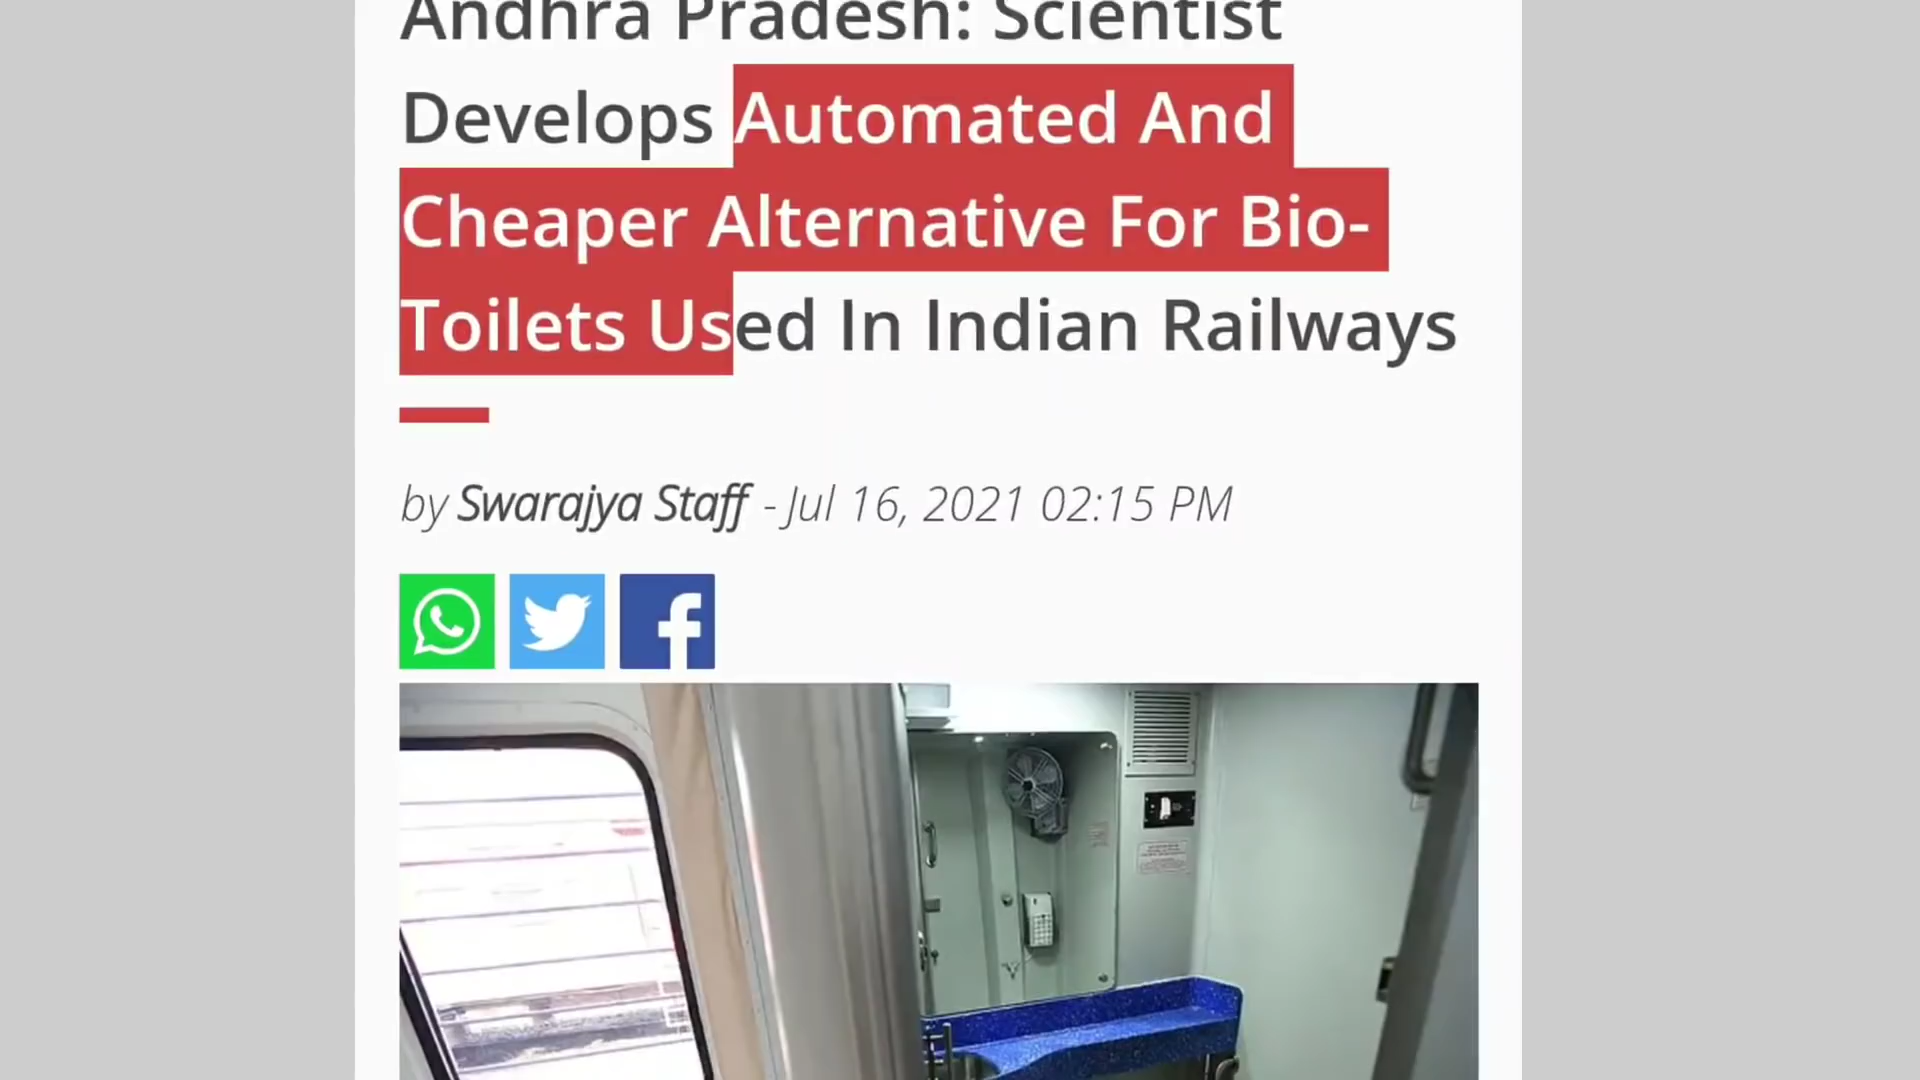 Andhra Pradesh: Scientist
Develops Automated And
Cheaper Alternative For Bio-
Toilets Used In Indian Railways
by Swarajya Staff - Jul 16, 2021 02:15 PM